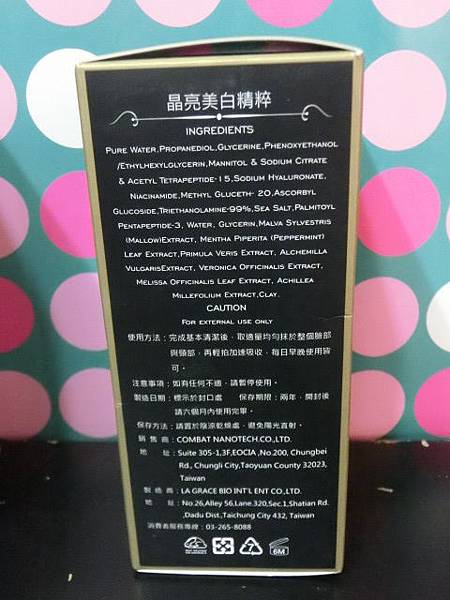 晶亮美白精粹
INGREDIENTS
PURE WATER,PROPANEDIOL,GLYCERINE,PHENOXYETHANOL
/ETHYLHEXYLGLYCERIN,MANNITOL & SODIUM CITRATE
& ACETYL TETRAPEPTIDE-15,SODIUM HYALURONATE,
NIACINAMIDE,METHYL GLUCETH- 20,ASCORBYL
GLUCOSIDE,TRIETHANOLAMINE-99%,SEA SALT,PALMITOYL
PENTAPEPTIDE-3, WATER, GLYCERIN,MALVA SYLVESTRIS
(MALLOW)EXTRACT, MENTHA PIPERITA (PEPPERMINT)
LEAF EXTRACT,PRIMULA VERIS EXTRACT, ALCHEMILLA
VULGARISEXTRACT, VERONICA OFFICINALIS EXTRACT,
MELISSA OFFICINALIS LEAF EXTRACT, ACHILLEA
MILLEFOLIUM EXTRACT,CLAY.
CAUTION
FOR EXTERNAL USE ONLY
使用方法：完成基本清潔後，取適量均勻抹於整個臉部
與頸部，再輕拍加速吸收，每日早晚使用皆
可。
注意事項：如有任何不適，請暫停使用。
製造日期：標示於封口處 保存期限：兩年，開封後
請六個月內使用完畢。
保存方法：請置於陰涼乾燥處，避免陽光直射。
銷售商：COMBAT NANOTECH.CO.,LTD.
地址：Suite 305-1,3F,EOCIA.,No.200, Chungbei
Rd., Chungli City,Taoyuan County 32023,
Taiwan
製造商：LA GRACE BIO INT'L ENT CO.,LTD.
地址：No.26,Alley 56,Lane.320,Sec.1,Shatian Rd.
,Dadu Dist.,Taichung City 432, Taiwan
消費者服務專線：03-265-8088
7 6M